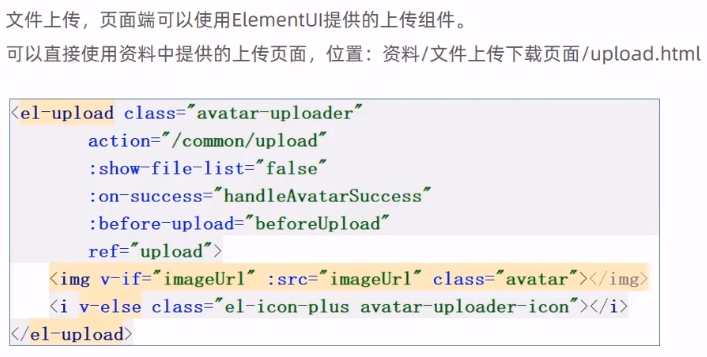 文件上传，页面端可以使用ElementUI提供的上传组件。
可以直接使用资料中提供的上传页面，位置：资料/文件上传下载页面/upload.html
<el-upload class="avatar-uploader"
action="/common/upload"
:show-file-list="false"
:on-success="handleAvatarSuccess"
:before-upload="beforeUpload"
ref="upload">
<img v-if="imageUrl" :src="imageUrl" class="avatar"></img>
<i v-else class="el-icon-plus avatar-uploader-icon"></i>
</el-upload>